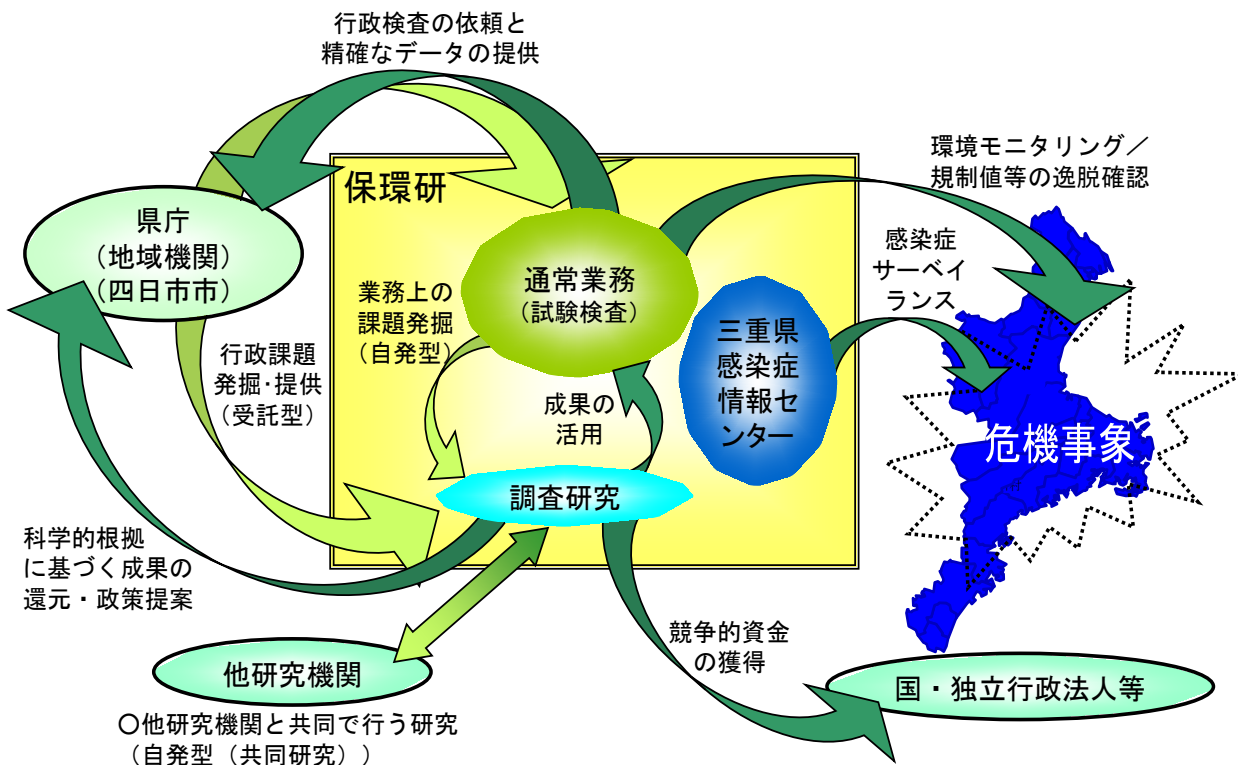 行政検査の依頼と
精確なデータの提供
環境モニタリング／
規制値等の逸脱確認
保環研
県庁
（地域機関）
（四日市市）
通常業務
（試験検査）
感染症
サーベイ
ランス
業務上の
課題発掘
（自発型）
三重県
感染症
情報セ
ンター
行政課題
発掘･提供
（受託型）
成果の
活用
危機事象
調査研究
科学的根拠
に基づく成果の
還元・政策提案
競争的資金
の獲得
他研究機関
国・独立行政法人等
〇他研究機関と共同で行う研究
（自発型（共同研究））